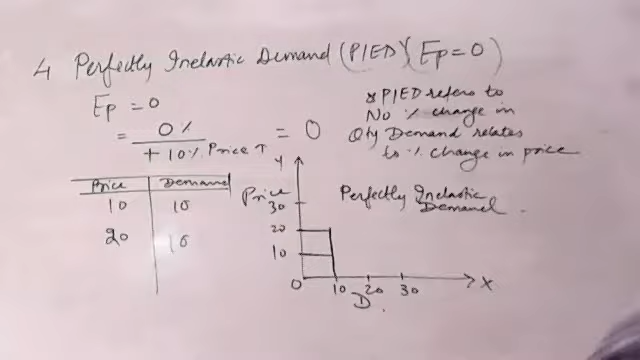 4 Perfectly Inelastic Demand (PIED) (Ep = 0)
Ep = 0
= 0% / +10% Price ↑ = 0
* PIED refers to
No % change in
Qty Demand relates
to % change in price
Price Demand
10 10
20 10
Y
Price
30
20
10
0 10 20 30 X
D.
Perfectly Inelastic
Demand.